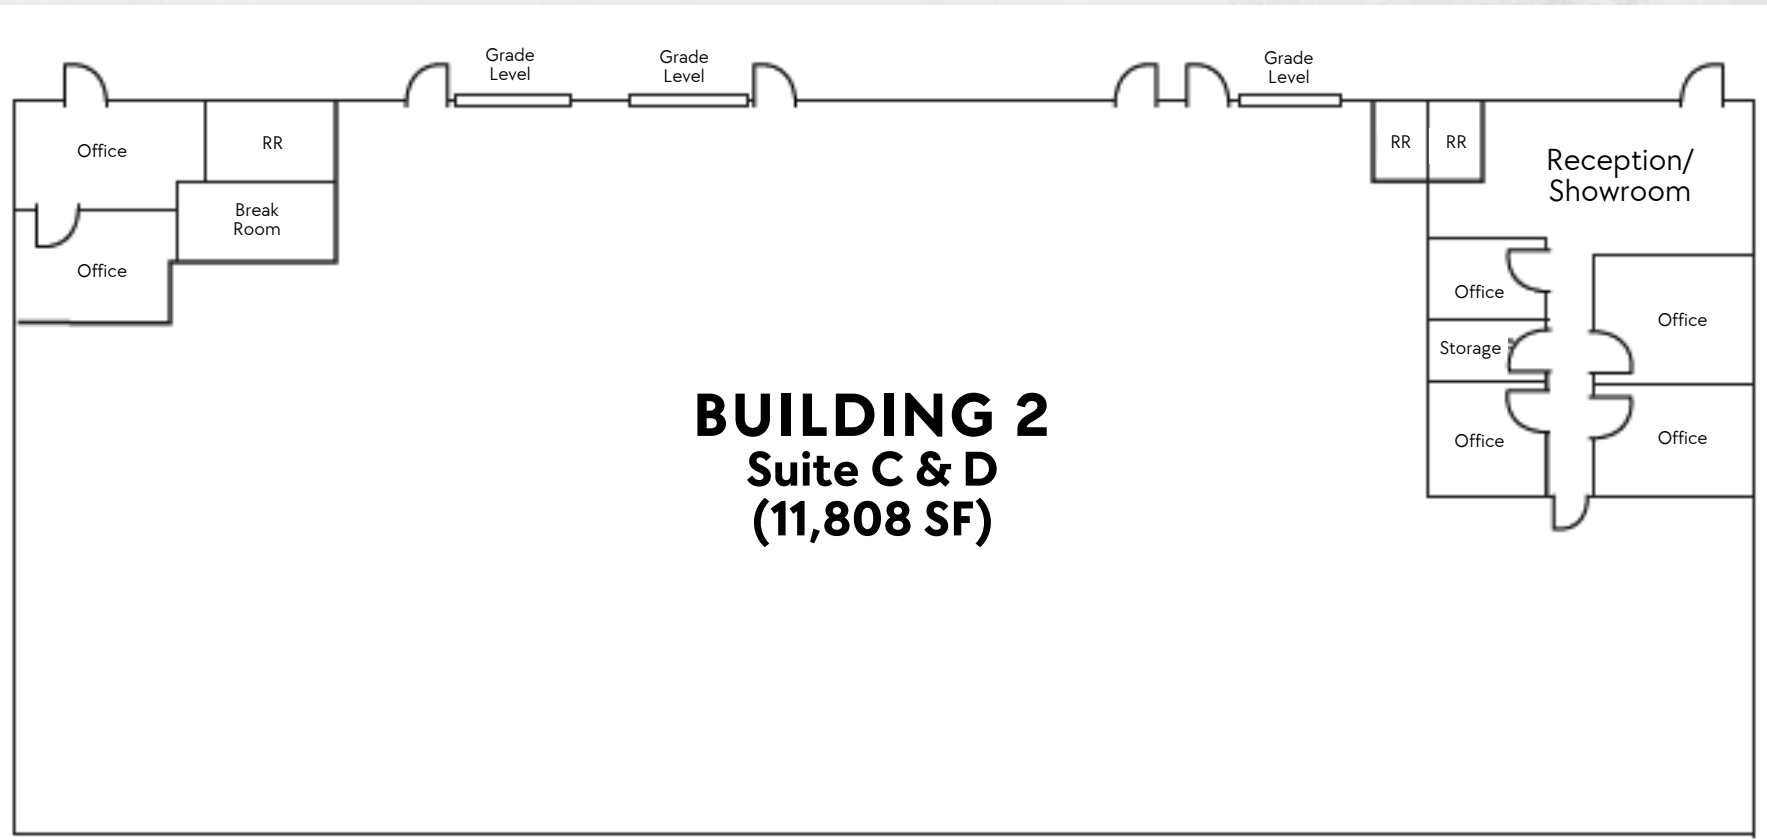 Grade
Level
Grade
Level
Grade
Level
Office
RR
Break
Room
Office
RR
RR
Reception/
Showroom
Office
Storage
Office
Office
Office
BUILDING 2
Suite C & D
(11,808 SF)